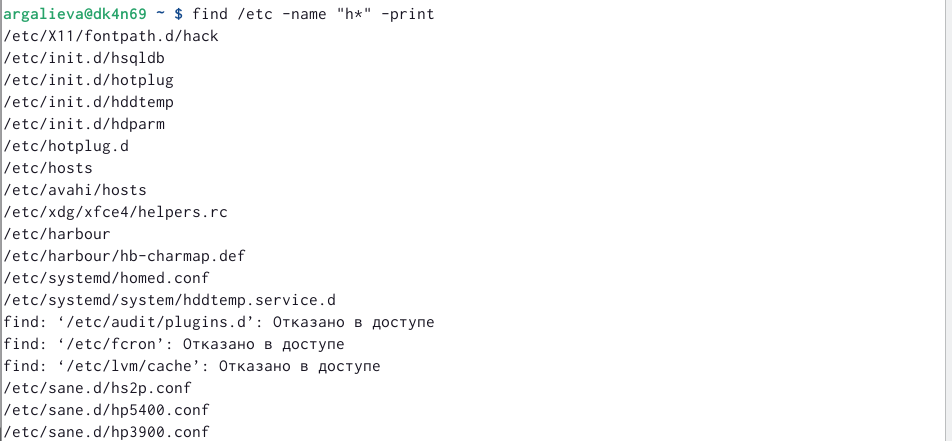 argalieva@dk4n69 ~ $ find /etc -name "h*" -print
/etc/X11/fontpath.d/hack
/etc/init.d/hsqldb
/etc/init.d/hotplug
/etc/init.d/hddtemp
/etc/init.d/hdparm
/etc/hotplug.d
/etc/hosts
/etc/avahi/hosts
/etc/xdg/xfce4/helpers.rc
/etc/harbour
/etc/harbour/hb-charmap.def
/etc/systemd/homed.conf
/etc/systemd/system/hddtemp.service.d
find: ‘/etc/audit/plugins.d’: Отказано в доступе
find: ‘/etc/fcron’: Отказано в доступе
find: ‘/etc/lvm/cache’: Отказано в доступе
/etc/sane.d/hs2p.conf
/etc/sane.d/hp5400.conf
/etc/sane.d/hp3900.conf